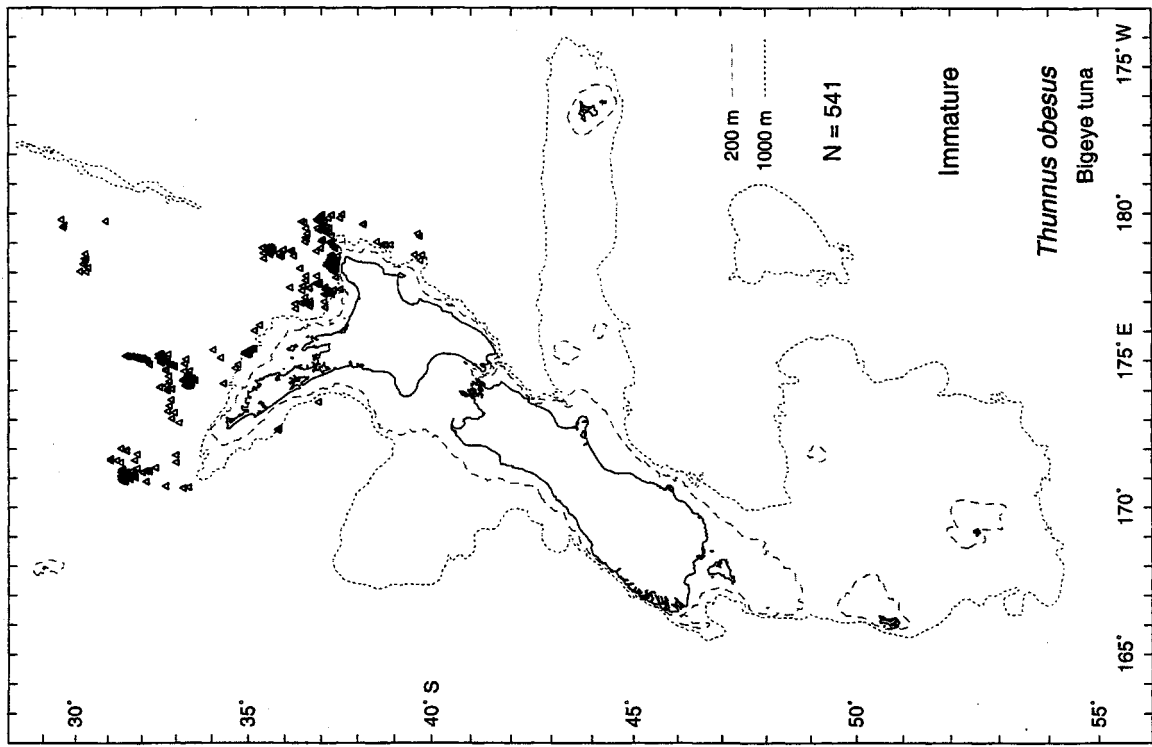 30°
35°
40° S
45°
50°
55°
165°
170°
175° E
180°
175° W
200 m
1000 m
N = 541
Immature
Thunnus obesus
Bigeye tuna